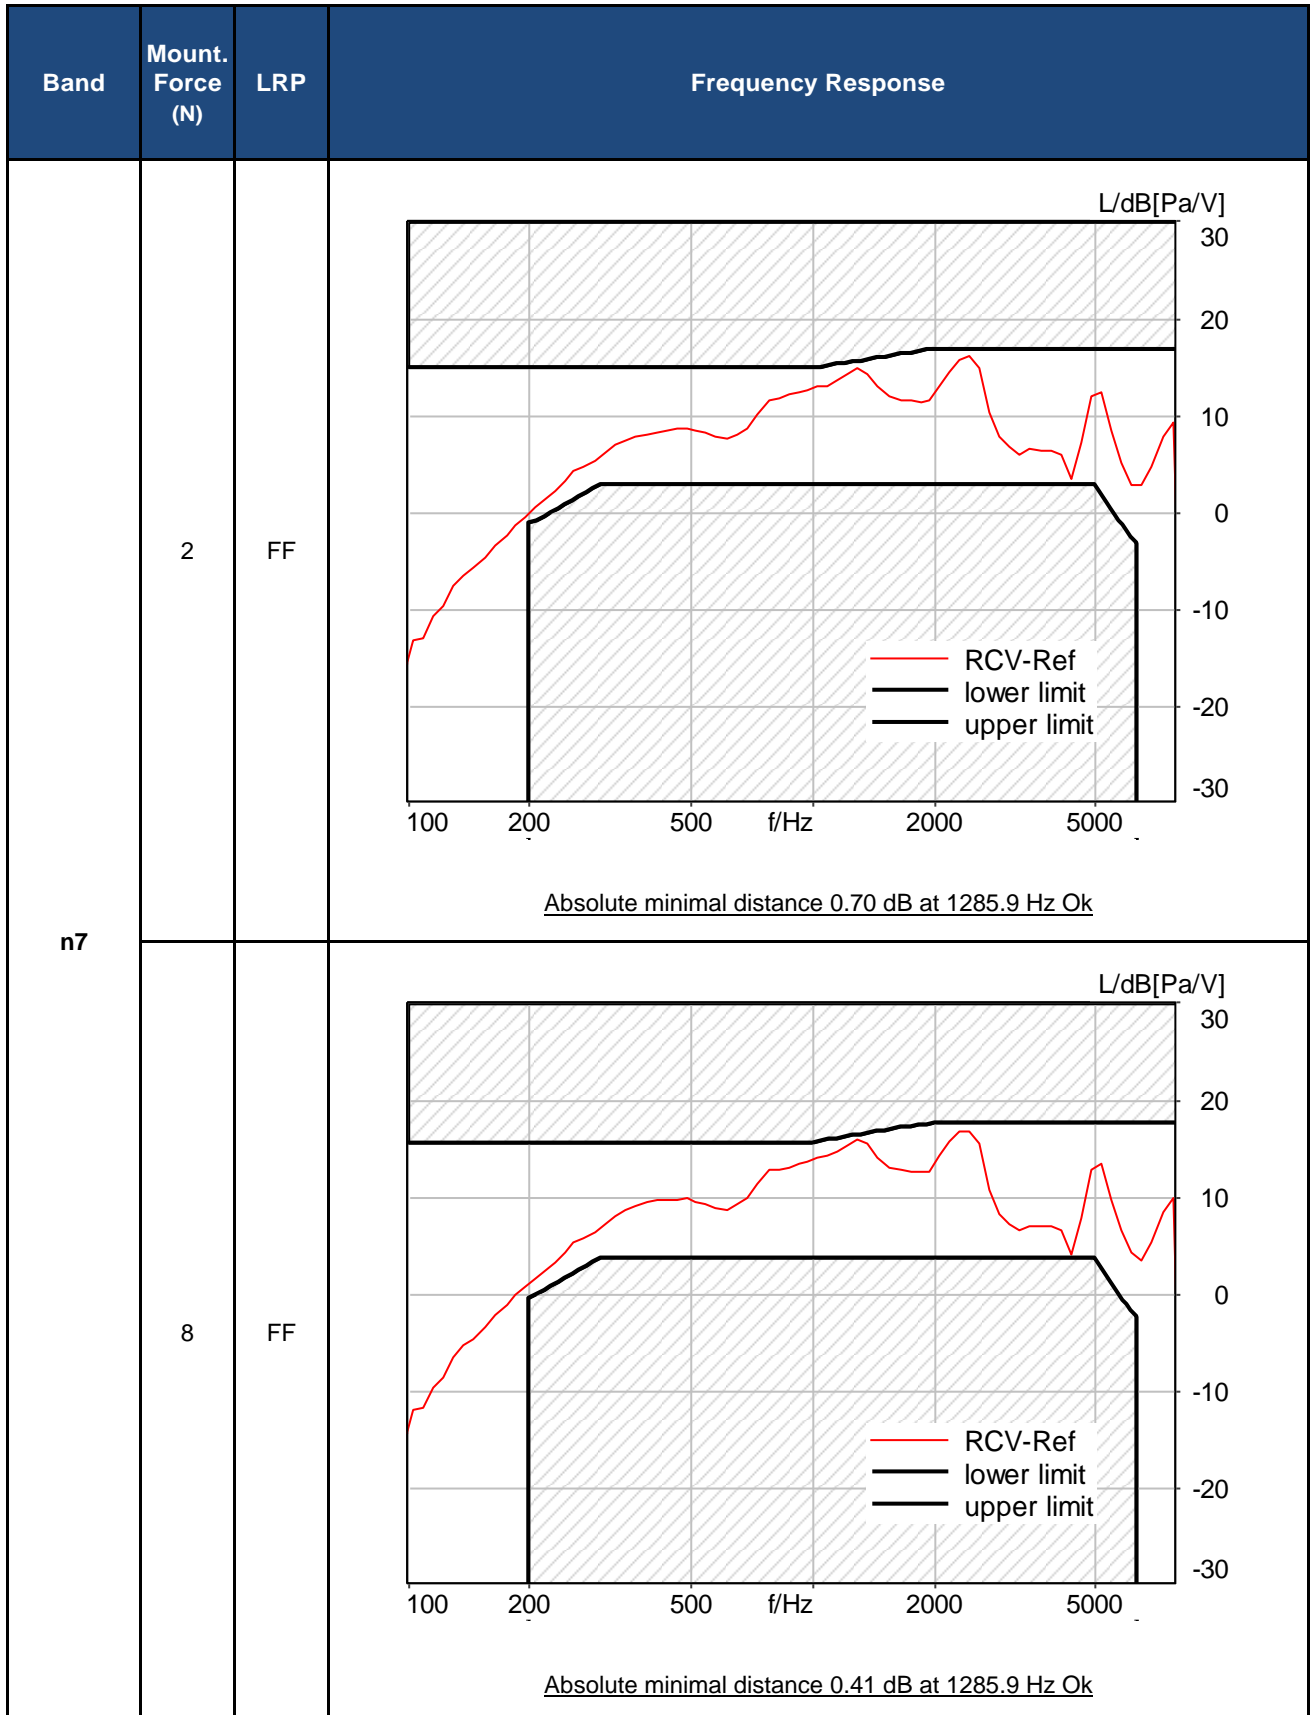 Band
Mount.
Force
(N)
LRP
Frequency Response
n7
2
FF
L/dB[Pa/V]
30
20
10
0
-10
-20
-30
RCV-Ref
lower limit
upper limit
100 200 500 f/Hz 2000 5000
Absolute minimal distance 0.70 dB at 1285.9 Hz Ok
8
FF
L/dB[Pa/V]
30
20
10
0
-10
-20
-30
RCV-Ref
lower limit
upper limit
100 200 500 f/Hz 2000 5000
Absolute minimal distance 0.41 dB at 1285.9 Hz Ok